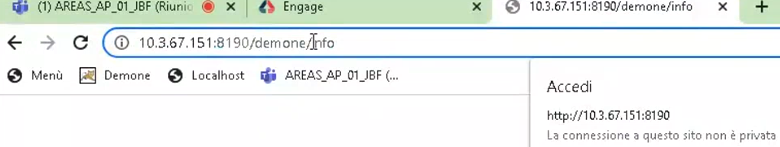 (1) AREAS_AP_01_JBF (Riunio
Engage
10.3.67.151:8190/demone/info
10.3.67.151:8190/demone/info
Menù
Demone
Localhost
AREAS_AP_01_JBF (...
Accedi
http://10.3.67.151:8190
La connessione a questo sito non è privata